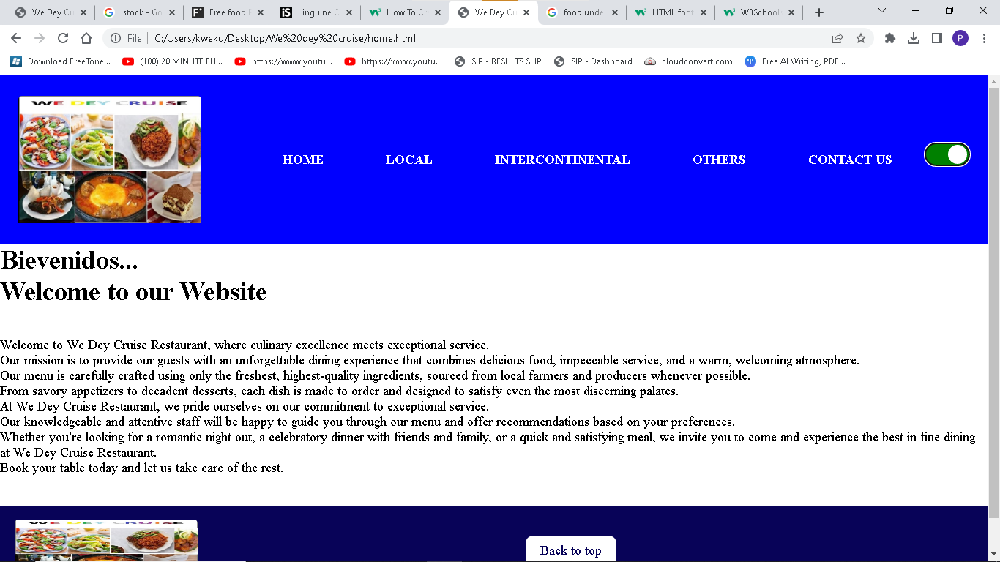 We Dey Cr
istock - Go
Free food P
Linguine C
How To Cr
We Dey Cr
food unde
HTML foot
W3Schools
File
C:/Users/kweku/Desktop/We%20dey%20cruise/home.html
P
Download FreeTone...
(100) 20 MINUTE FU...
https://www.youtu...
https://www.youtu...
SIP - RESULTS SLIP
SIP - Dashboard
cloudconvert.com
Free AI Writing, PDF...
WE DEY CRUISE
HOME
LOCAL
INTERCONTINENTAL
OTHERS
CONTACT US
Bievenidos...
Welcome to our Website
Welcome to We Dey Cruise Restaurant, where culinary excellence meets exceptional service.
Our mission is to provide our guests with an unforgettable dining experience that combines delicious food, impeccable service, and a warm, welcoming atmosphere.
Our menu is carefully crafted using only the freshest, highest-quality ingredients, sourced from local farmers and producers whenever possible.
From savory appetizers to decadent desserts, each dish is made to order and designed to satisfy even the most discerning palates.
At We Dey Cruise Restaurant, we pride ourselves on our commitment to exceptional service.
Our knowledgeable and attentive staff will be happy to guide you through our menu and offer recommendations based on your preferences.
Whether you're looking for a romantic night out, a celebratory dinner with friends and family, or a quick and satisfying meal, we invite you to come and experience the best in fine dining
at We Dey Cruise Restaurant.
Book your table today and let us take care of the rest.
WE DEY CRUISE
Back to top